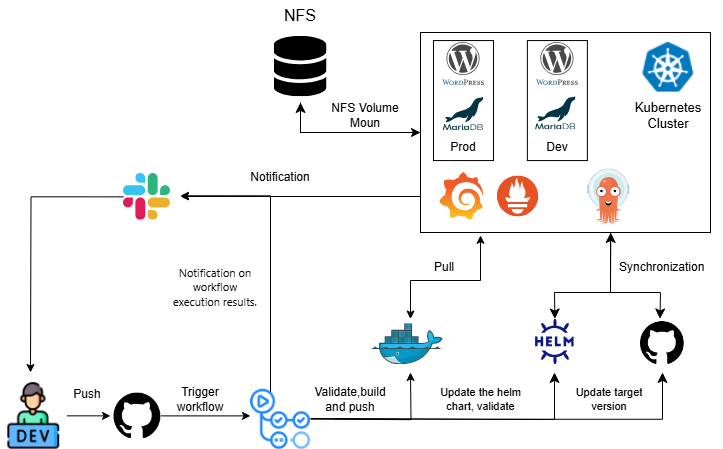 NFS
NFS Volume
Moun
WORDPRESS
WORDPRESS
MariaDB
MariaDB
Prod
Dev
Kubernetes
Cluster
Notification
Notification on
workflow
execution results.
Pull
Synchronization
HELM
DEV
Push
Trigger
workflow
Validate,build
and push
Update the helm
chart, validate
Update target
version